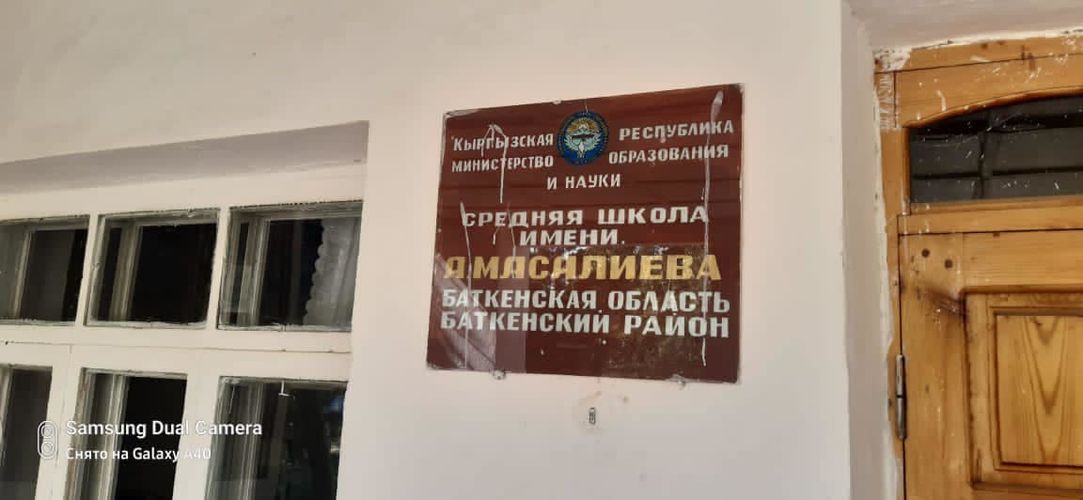 КЫРГЫЗСКАЯ РЕСПУБЛИКА
МИНИСТЕРСТВО ОБРАЗОВАНИЯ
И НАУКИ
СРЕДНЯЯ ШКОЛА
ИМЕНИ
А МАСАЛИЕВА
БАТКЕНСКАЯ ОБЛАСТЬ
БАТКЕНСКИЙ РАЙОН
Samsung Dual Camera
Снято на Galaxy A40